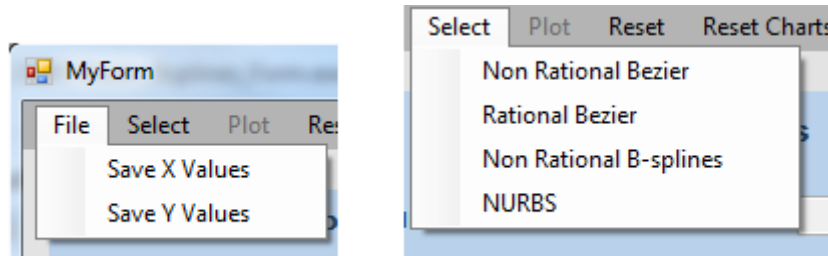 MyForm
File Select Plot
Save X Values
Save Y Values
Select Plot Reset Reset Charts
Non Rational Bezier
Rational Bezier
Non Rational B-splines
NURBS